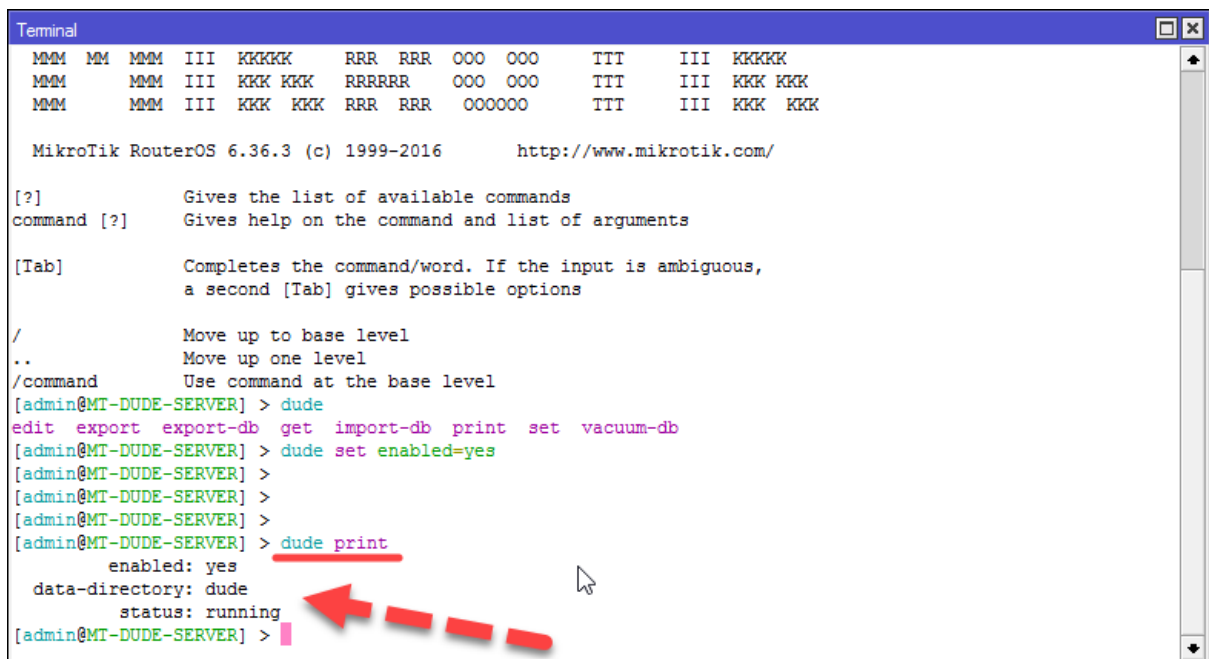 Terminal
MMM  MM  MMM  III  KKKKK     RRR  RRR  OOO  OOO     TTT     III  KKKKK
MMM      MMM  III  KKK KKK   RRRRRR    OOO  OOO     TTT     III  KKK KKK
MMM      MMM  III  KKK  KKK  RRR  RRR   OOOOOO      TTT     III  KKK  KKK
MikroTik RouterOS 6.36.3 (c) 1999-2016       http://www.mikrotik.com/
[?]             Gives the list of available commands
command [?]     Gives help on the command and list of arguments
[Tab]           Completes the command/word. If the input is ambiguous,
a second [Tab] gives possible options
/               Move up to base level
..              Move up one level
/command        Use command at the base level
[admin@MT-DUDE-SERVER] > dude
edit  export  export-db  get  import-db  print  set  vacuum-db
[admin@MT-DUDE-SERVER] > dude set enabled=yes
[admin@MT-DUDE-SERVER] >
[admin@MT-DUDE-SERVER] >
[admin@MT-DUDE-SERVER] >
[admin@MT-DUDE-SERVER] > dude print
enabled: yes
data-directory: dude
status: running
[admin@MT-DUDE-SERVER] >